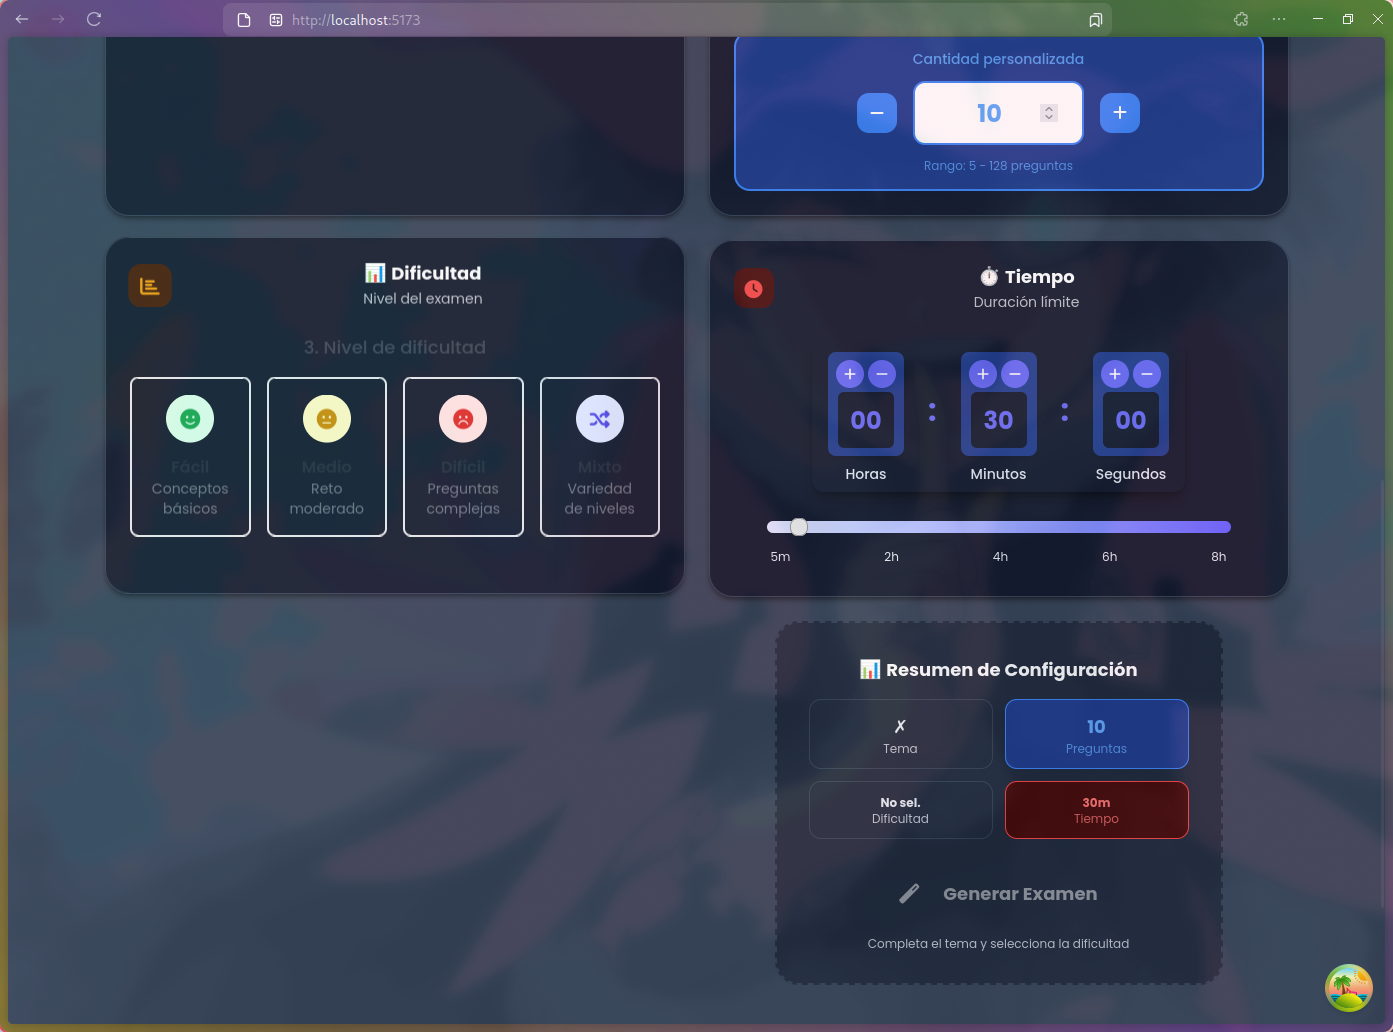 http://localhost:5173
Cantidad personalizada
10
Rango: 5 - 128 preguntas
📊 Dificultad
Nivel del examen
3. Nivel de dificultad
Fácil
Conceptos
básicos
Medio
Reto
moderado
Difícil
Preguntas
complejas
Mixto
Variedad
de niveles
⏱️ Tiempo
Duración límite
+ − + − + −
00 : 30 : 00
Horas Minutos Segundos
5m 2h 4h 6h 8h
📊 Resumen de Configuración
✗
Tema
10
Preguntas
No sel.
Dificultad
30m
Tiempo
Generar Examen
Completa el tema y selecciona la dificultad